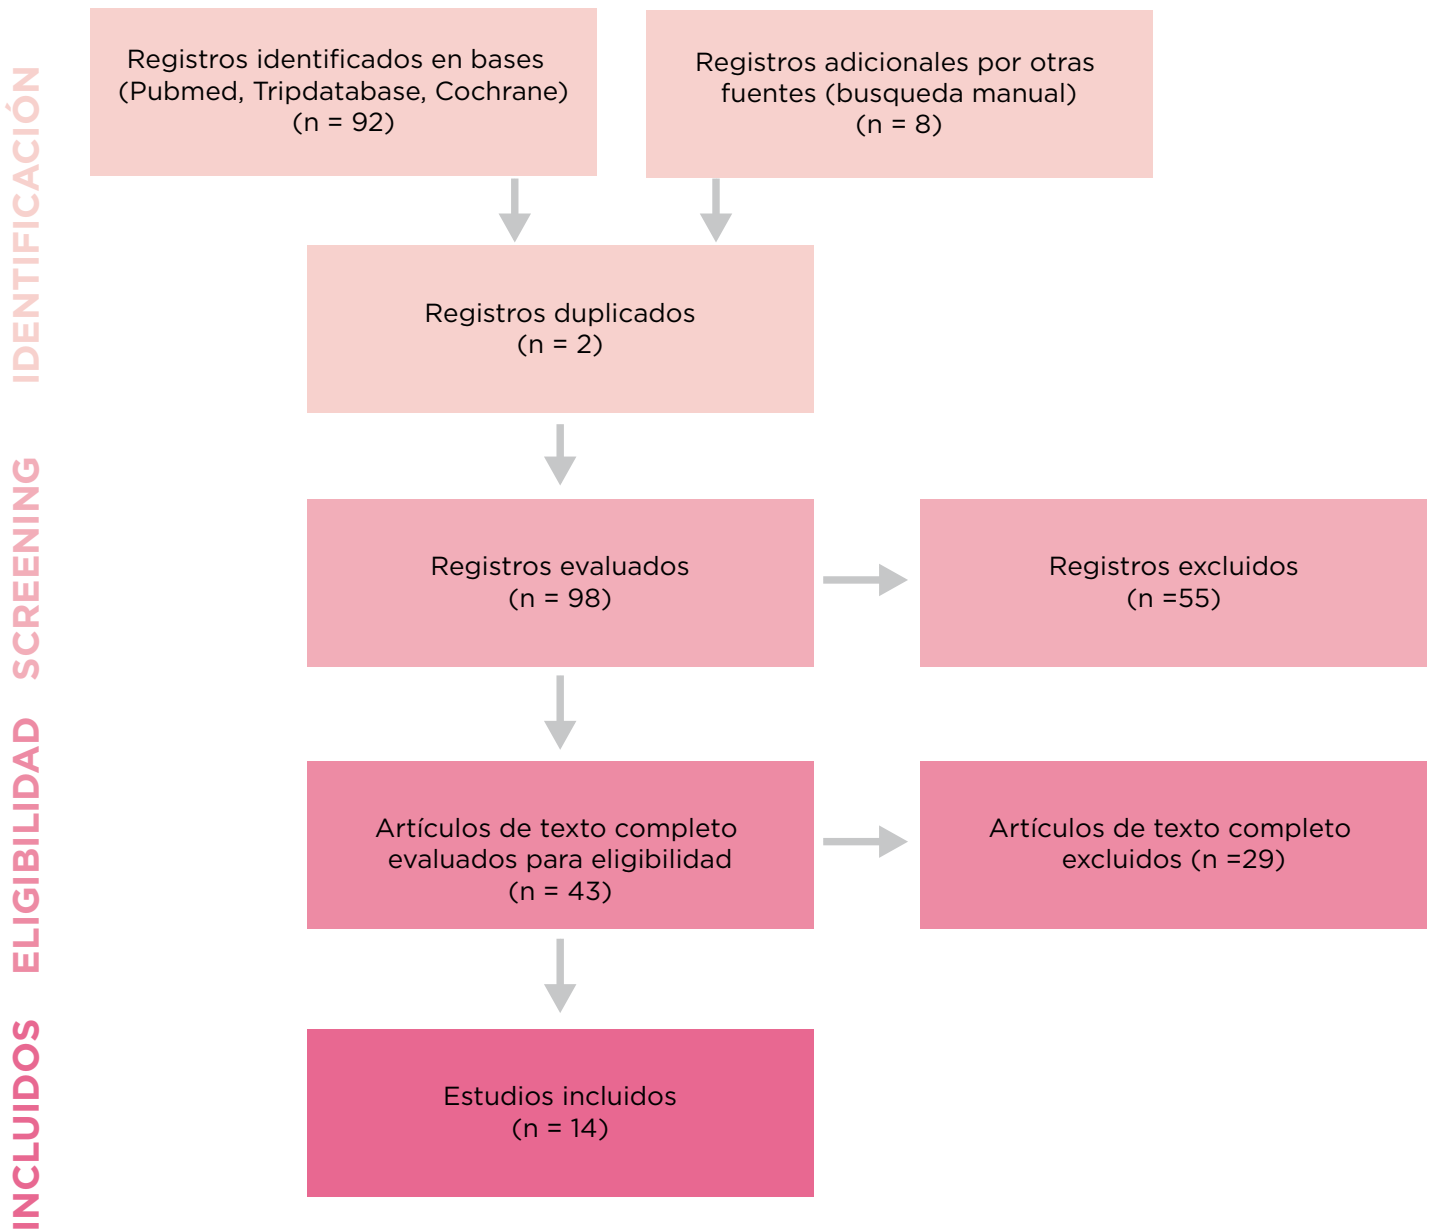 IDENTIFICACIÓN
Registros identificados en bases
(Pubmed, Tripdatabase, Cochrane)
(n = 92)
Registros adicionales por otras
fuentes (busqueda manual)
(n = 8)
Registros duplicados
(n = 2)
SCREENING
Registros evaluados
(n = 98)
Registros excluidos
(n =55)
ELIGIBILIDAD
Artículos de texto completo
evaluados para eligibilidad
(n = 43)
Artículos de texto completo
excluidos (n =29)
INCLUIDOS
Estudios incluidos
(n = 14)